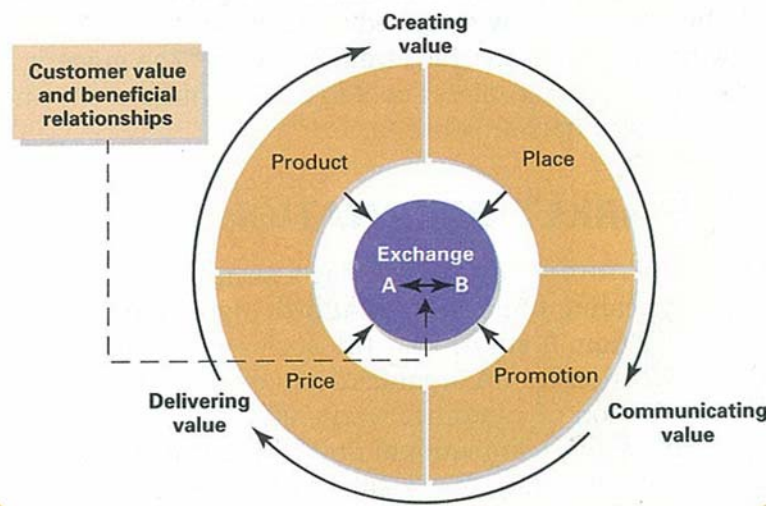 Creating
value
Customer value
and beneficial
relationships
Product
Place
Exchange
A
B
Price
Promotion
Delivering
value
Communicating
value